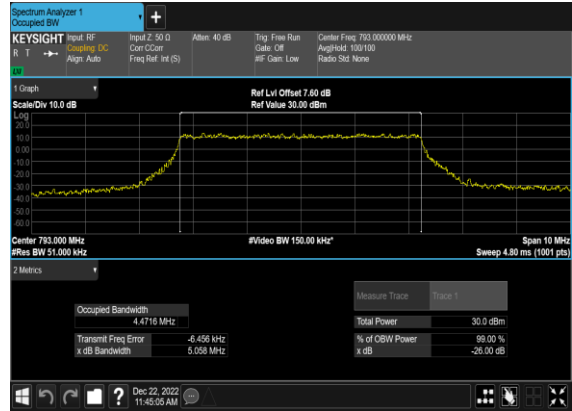 Spectrum Analyzer 1
Occupied BW
KEYSIGHT
R T
LW
Input: RF
Coupling: DC
Align: Auto
Input Z: 50 Ω
Corr CCorr
Freq Ref: Int (S)
Atten: 40 dB
Trig: Free Run
Gate: Off
#IF Gain: Low
Center Freq: 793.000000 MHz
Avg|Hold: 100/100
Radio Std: None
1 Graph
Scale/Div 10.0 dB
Ref Lvl Offset 7.60 dB
Ref Value 30.00 dBm
Log
20.0
10.0
0.00
-10.0
-20.0
-30.0
-40.0
-50.0
-60.0
Center 793.000 MHz
#Res BW 51.000 kHz
#Video BW 150.00 kHz*
Span 10 MHz
Sweep 4.80 ms (1001 pts)
2 Metrics
Measure Trace
Trace 1
Occupied Bandwidth
4.4716 MHz
Total Power
30.0 dBm
Transmit Freq Error
-6.456 kHz
% of OBW Power
99.00 %
x dB Bandwidth
5.058 MHz
x dB
-26.00 dB
?
Dec 22, 2022
11:45:05 AM